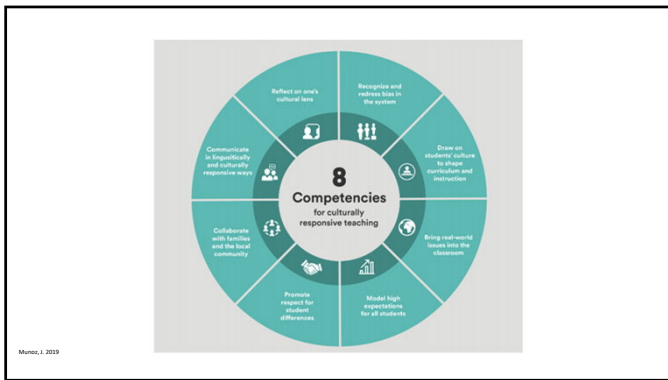 Reflect on one's
cultural lens
Recognize and
redress bias in
the system
Draw on
students' culture
to shape
curriculum and
instruction
Bring real-world
issues into the
classroom
Model high
expectations
for all students
Promote
respect for
student
differences
Collaborate
with families
and the local
community
Communicate
in linguistically
and culturally
responsive ways
8
Competencies
for culturally
responsive teaching
Munoz, J. 2019